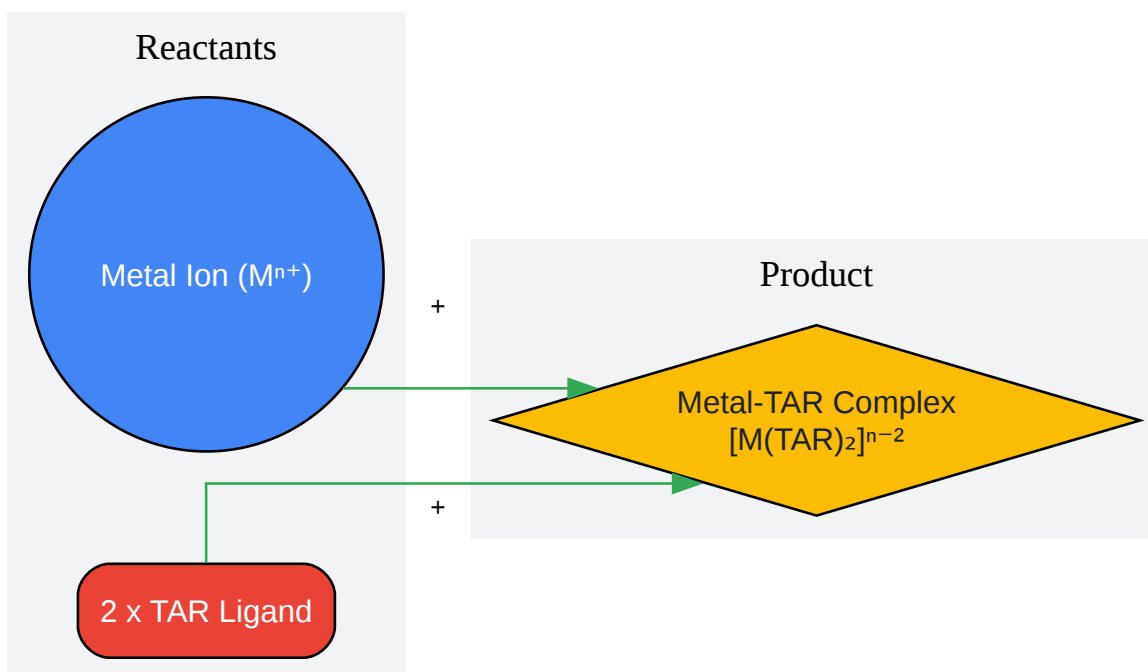 Reactants
Metal Ion (Mⁿ⁺)
+
Product
Metal-TAR Complex
[M(TAR)₂]ⁿ⁻²
+
2 x TAR Ligand